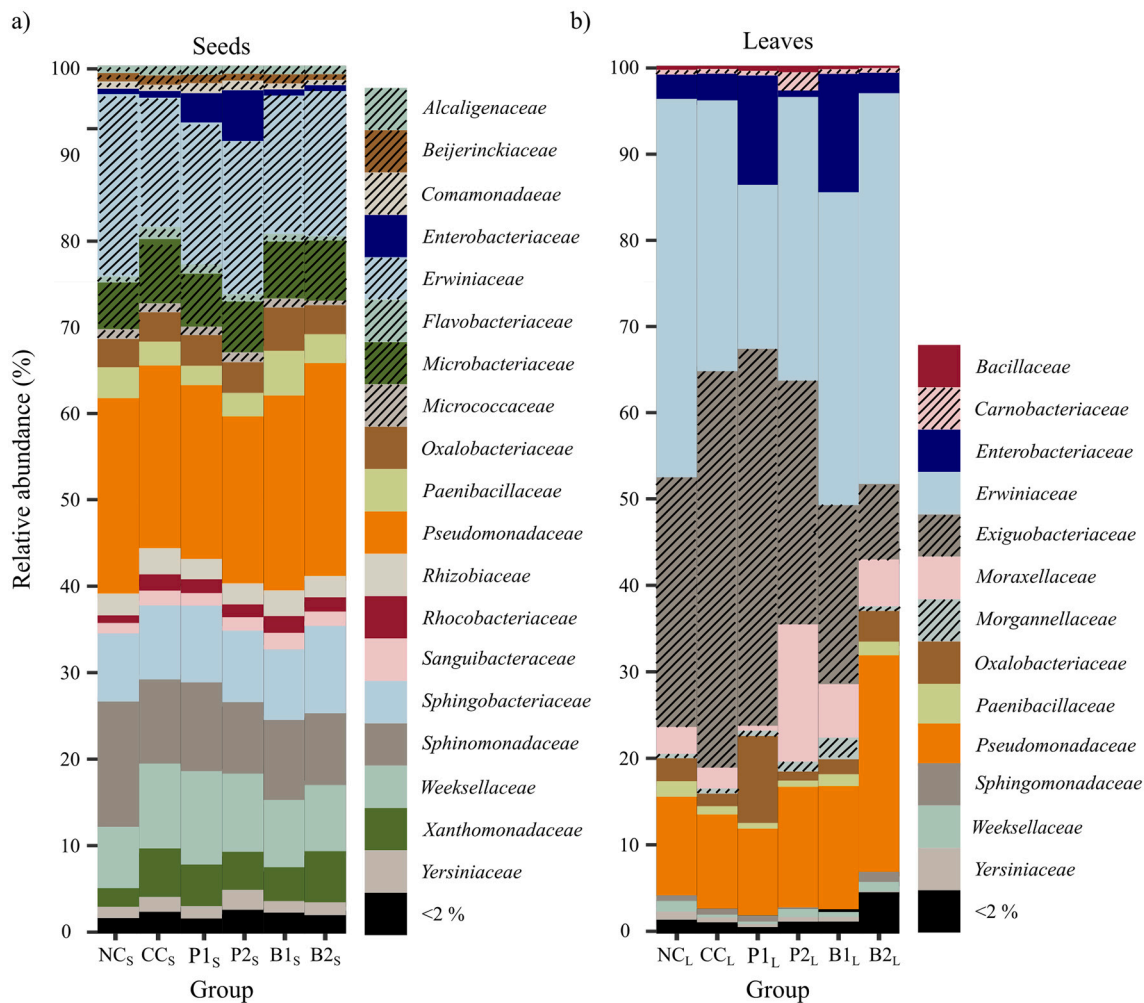 a)
Seeds
Relative abundance (%)
100
90
80
70
60
50
40
30
20
10
0
NCS CCS P1S P2S B1S B2S
Group
Alcaligenaceae
Beijerinckiaceae
Comamonadaeae
Enterobacteriaceae
Erwiniaceae
Flavobacteriaceae
Microbacteriaceae
Micrococcaceae
Oxalobacteriaceae
Paenibacillaceae
Pseudomonadaceae
Rhizobiaceae
Rhocobacteriaceae
Sanguibacteraceae
Sphingobacteriaceae
Sphinomonadaceae
Weeksellaceae
Xanthomonadaceae
Yersiniaceae
<2 %
b)
Leaves
100
90
80
70
60
50
40
30
20
10
0
NCL CCL P1L P2L B1L B2L
Group
Bacillaceae
Carnobacteriaceae
Enterobacteriaceae
Erwiniaceae
Exiguobacteriaceae
Moraxellaceae
Morgannellaceae
Oxalobacteriaceae
Paenibacillaceae
Pseudomonadaceae
Sphingomonadaceae
Weeksellaceae
Yersiniaceae
<2 %